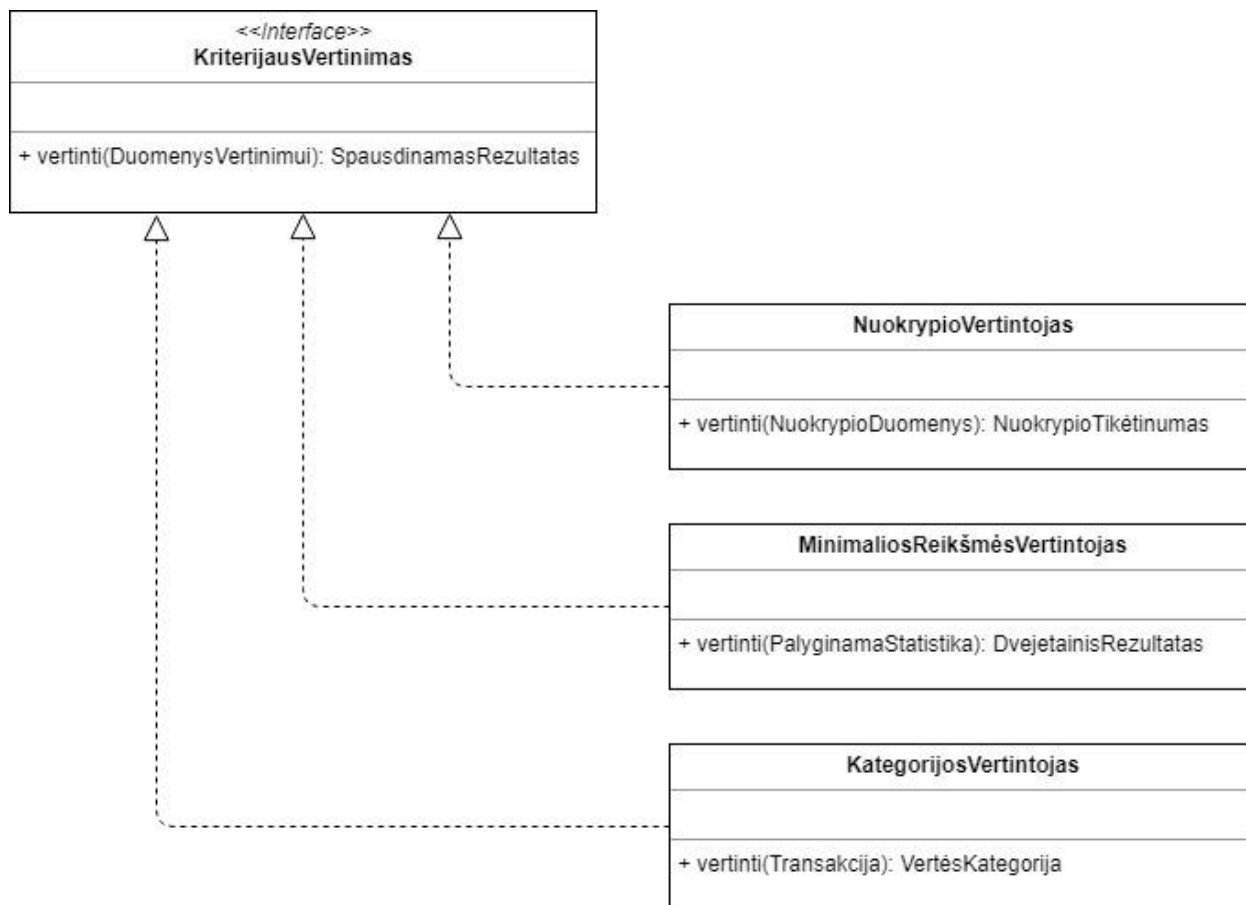 <<Interface>>
KriterijausVertinimas
+ vertinti(DuomenysVertinimui): SpausdinamasRezultatas
NuokrypioVertintojas
+ vertinti(NuokrypioDuomenys): NuokrypioTikėtinumas
MinimaliosReikšmėsVertintojas
+ vertinti(PalyginamaStatistika): DvejetainisRezultatas
KategorijosVertintojas
+ vertinti(Transakcija): VertėsKategorija